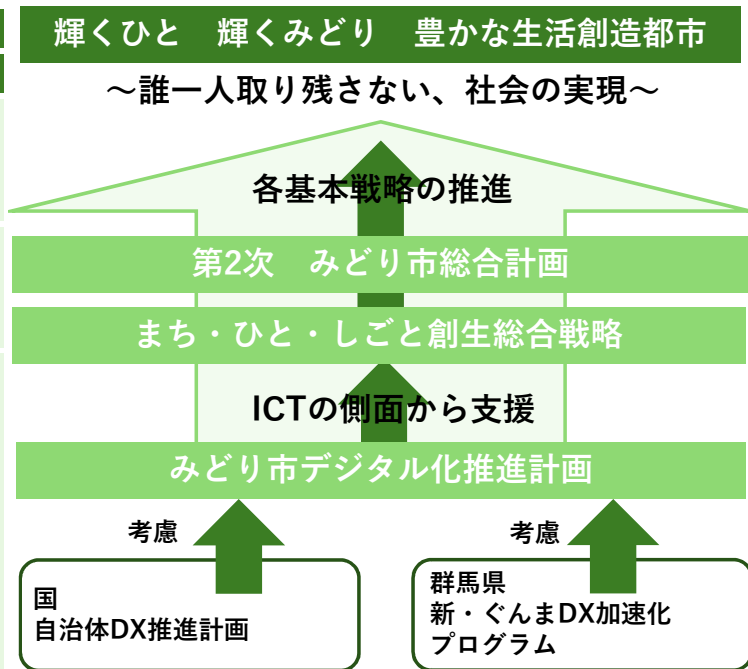 輝くひと　輝くみどり　豊かな生活創造都市
～誰一人取り残さない、社会の実現～
各基本戦略の推進
第2次　みどり市総合計画
まち・ひと・しごと創生総合戦略
ICTの側面から支援
みどり市デジタル化推進計画
考慮
考慮
国
自治体DX推進計画
群馬県
新・ぐんまDX加速化
プログラム